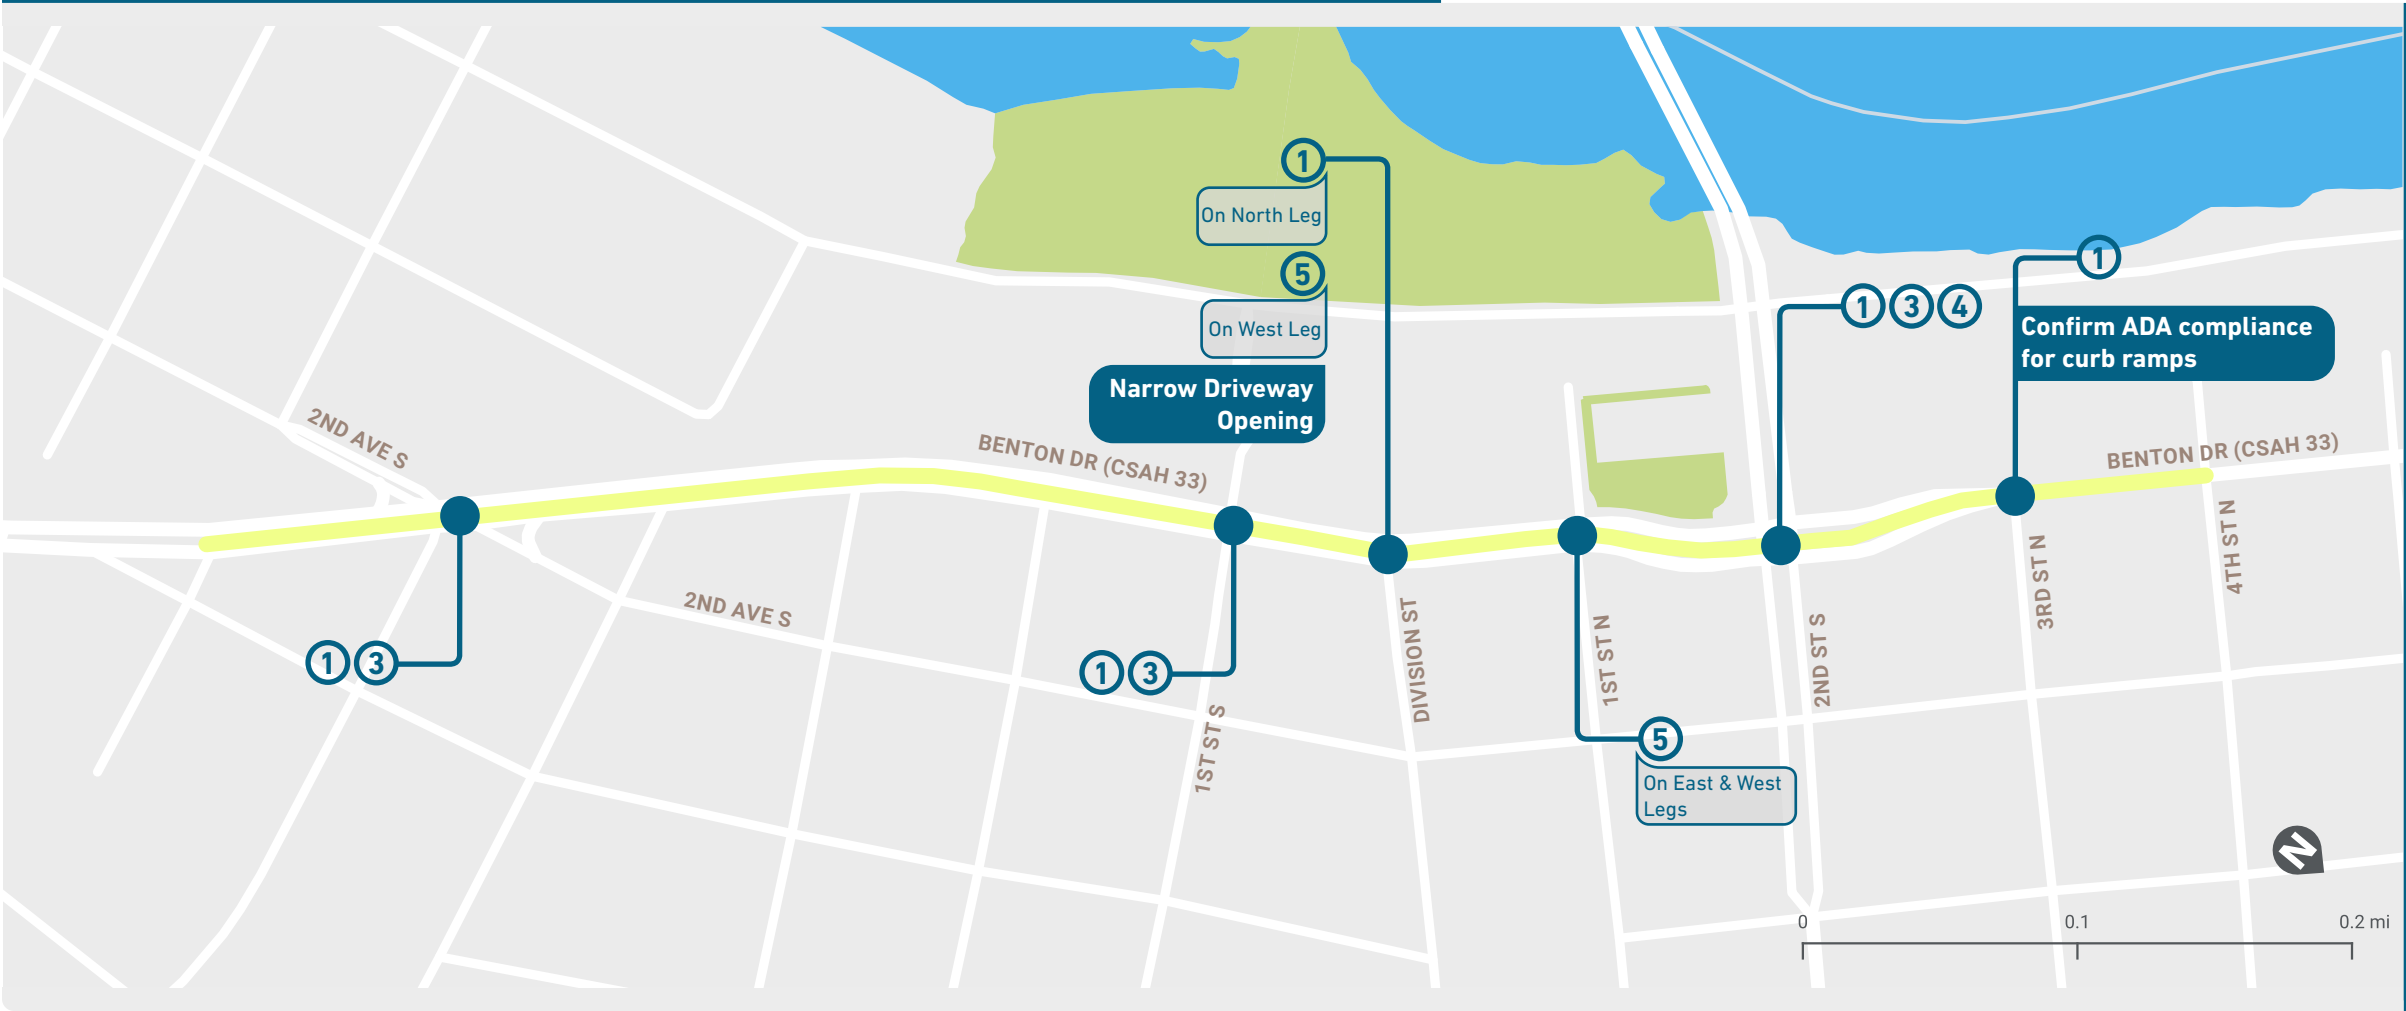 1
On North Leg
5
On West Leg
Narrow Driveway
Opening
1
1 3 4
Confirm ADA compliance
for curb ramps
2ND AVE S
BENTON DR (CSAH 33)
BENTON DR (CSAH 33)
4TH ST N
3RD ST N
2ND AVE S
DIVISION ST
1ST ST N
2ND ST S
1 3
1 3
1ST ST S
5
On East & West
Legs
N
0 0.1 0.2 mi